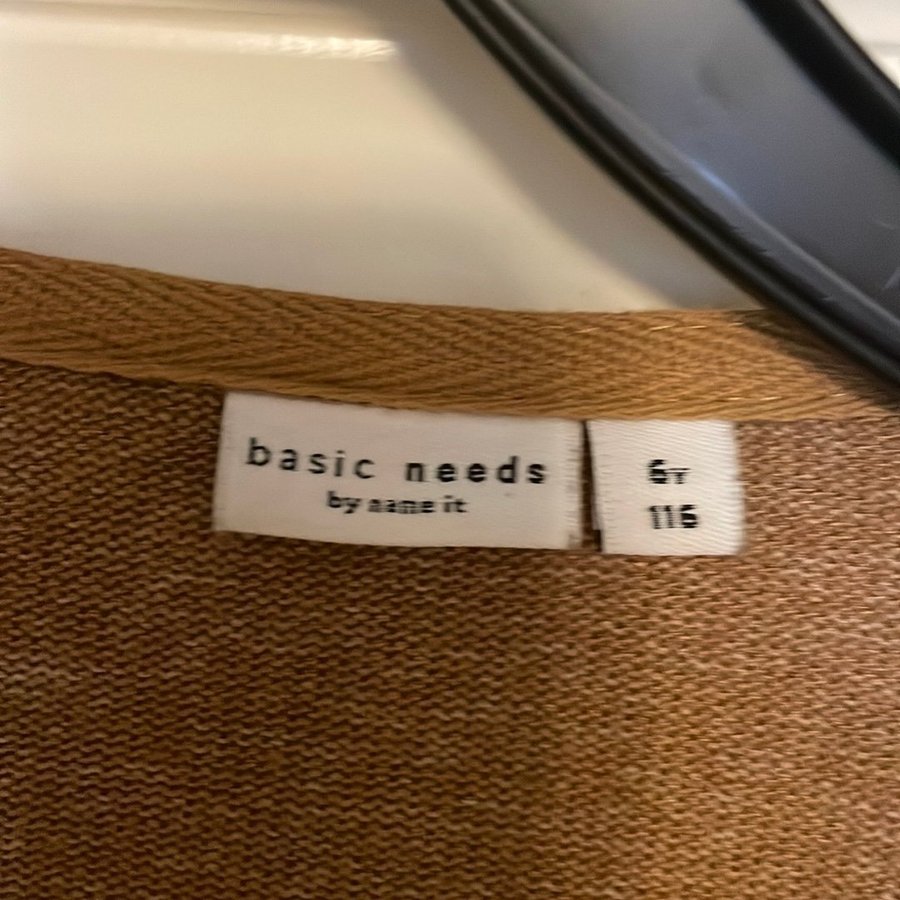 basic needs
by name it
6Y
116